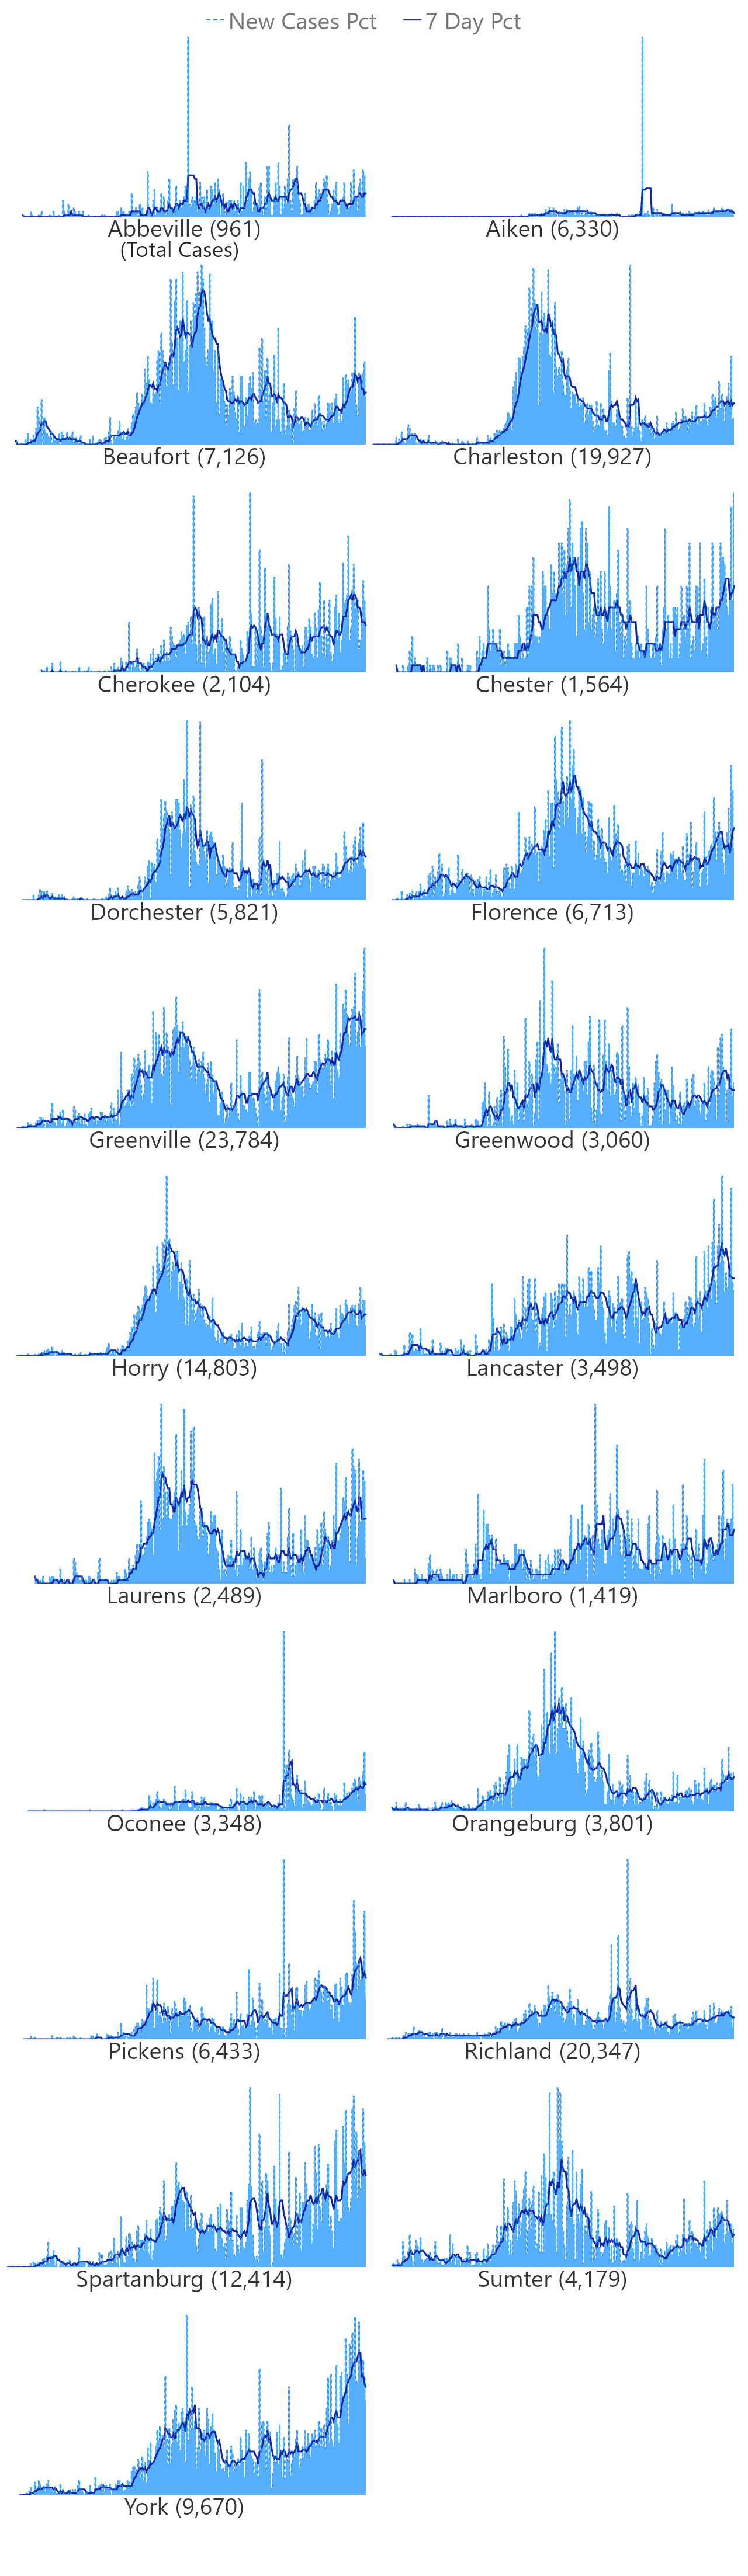 New Cases Pct 7 Day Pct
Abbeville (961) Aiken (6,330)
(Total Cases)
Beaufort (7,126) Charleston (19,927)
Cherokee (2,104) Chester (1,564)
Dorchester (5,821) Florence (6,713)
Greenville (23,784) Greenwood (3,060)
Horry (14,803) Lancaster (3,498)
Laurens (2,489) Marlboro (1,419)
Oconee (3,348) Orangeburg (3,801)
Pickens (6,433) Richland (20,347)
Spartanburg (12,414) Sumter (4,179)
York (9,670)